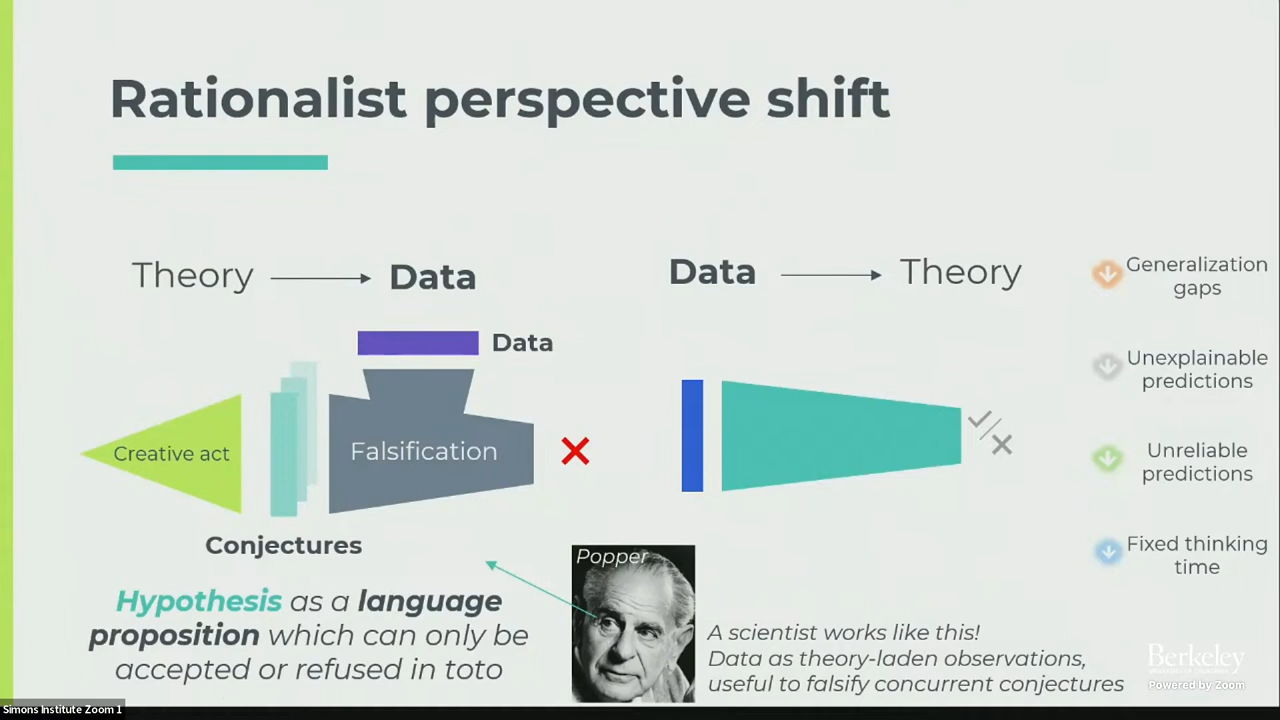 Rationalist perspective shift
Theory
Data
Data
Creative act
Falsification
Conjectures
Hypothesis as a language
proposition which can only be
accepted or refused in toto
Data
Theory
Popper
A scientist works like this!
Data as theory-laden observations,
useful to falsify concurrent conjectures
Generalization
gaps
Unexplainable
predictions
Unreliable
predictions
Fixed thinking
time
Berkeley
Powered by Zoom
Simons Institute Zoom 1